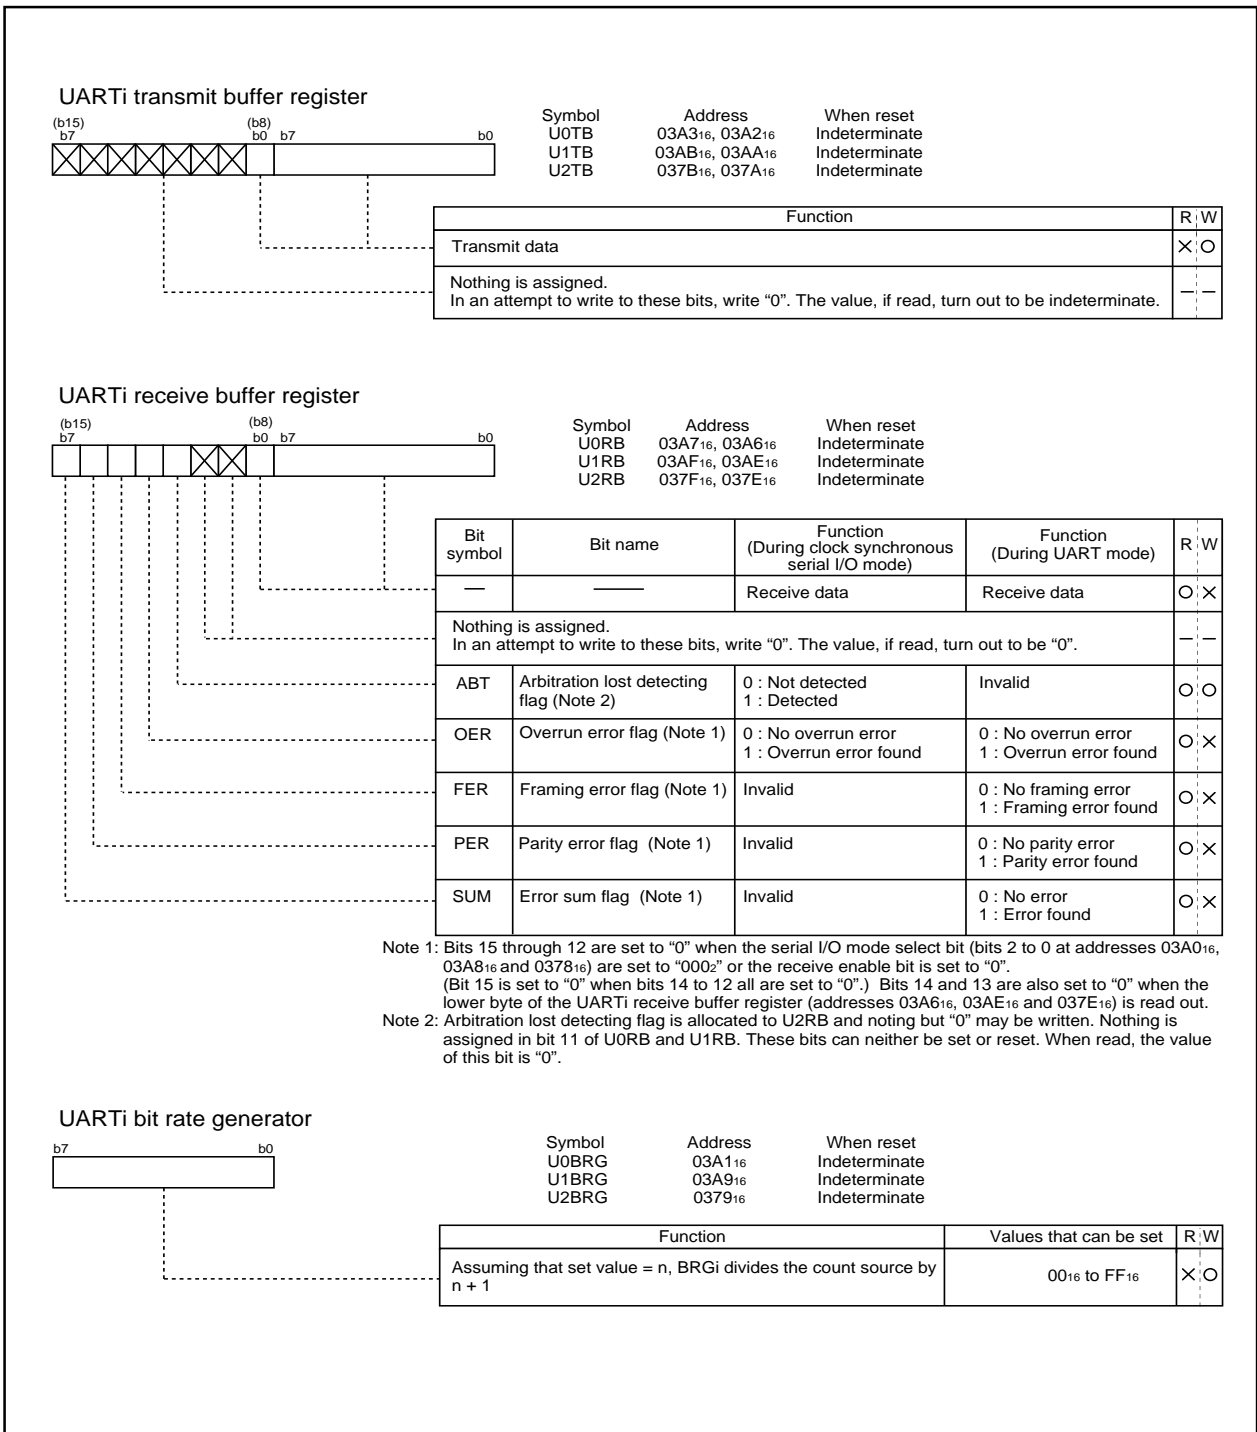 UARTi transmit buffer register
(b15) (b8)
b7 b0 b7 b0
Symbol Address When reset
U0TB 03A316, 03A216 Indeterminate
U1TB 03AB16, 03AA16 Indeterminate
U2TB 037B16, 037A16 Indeterminate
Function R W
Transmit data
Nothing is assigned.
In an attempt to write to these bits, write “0”. The value, if read, turn out to be indeterminate.
UARTi receive buffer register
(b15) (b8)
b7 b0 b7 b0
Symbol Address When reset
U0RB 03A716, 03A616 Indeterminate
U1RB 03AF16, 03AE16 Indeterminate
U2RB 037F16, 037E16 Indeterminate
Bit symbol Bit name Function (During clock synchronous serial I/O mode) Function (During UART mode) R W
Receive data Receive data
Nothing is assigned.
In an attempt to write to these bits, write “0”. The value, if read, turn out to be “0”.
ABT Arbitration lost detecting 0 : Not detected Invalid
flag (Note 2) 1 : Detected
OER Overrun error flag (Note 1) 0 : No overrun error 0 : No overrun error
1 : Overrun error found 1 : Overrun error found
FER Framing error flag (Note 1) Invalid 0 : No framing error
1 : Framing error found
PER Parity error flag (Note 1) Invalid 0 : No parity error
1 : Parity error found
SUM Error sum flag (Note 1) Invalid 0 : No error
1 : Error found
Note 1: Bits 15 through 12 are set to “0” when the serial I/O mode select bit (bits 2 to 0 at addresses 03A016,
03A816 and 037816) are set to “0002” or the receive enable bit is set to “0”.
(Bit 15 is set to “0” when bits 14 to 12 all are set to “0”.) Bits 14 and 13 are also set to “0” when the
lower byte of the UARTi receive buffer register (addresses 03A616, 03AE16 and 037E16) is read out.
Note 2: Arbitration lost detecting flag is allocated to U2RB and noting but “0” may be written. Nothing is
assigned in bit 11 of U0RB and U1RB. These bits can neither be set or reset. When read, the value
of this bit is “0”.
UARTi bit rate generator
b7 b0
Symbol Address When reset
U0BRG 03A116 Indeterminate
U1BRG 03A916 Indeterminate
U2BRG 037916 Indeterminate
Function Values that can be set R W
Assuming that set value = n, BRGi divides the count source by 0016 to FF16
n + 1